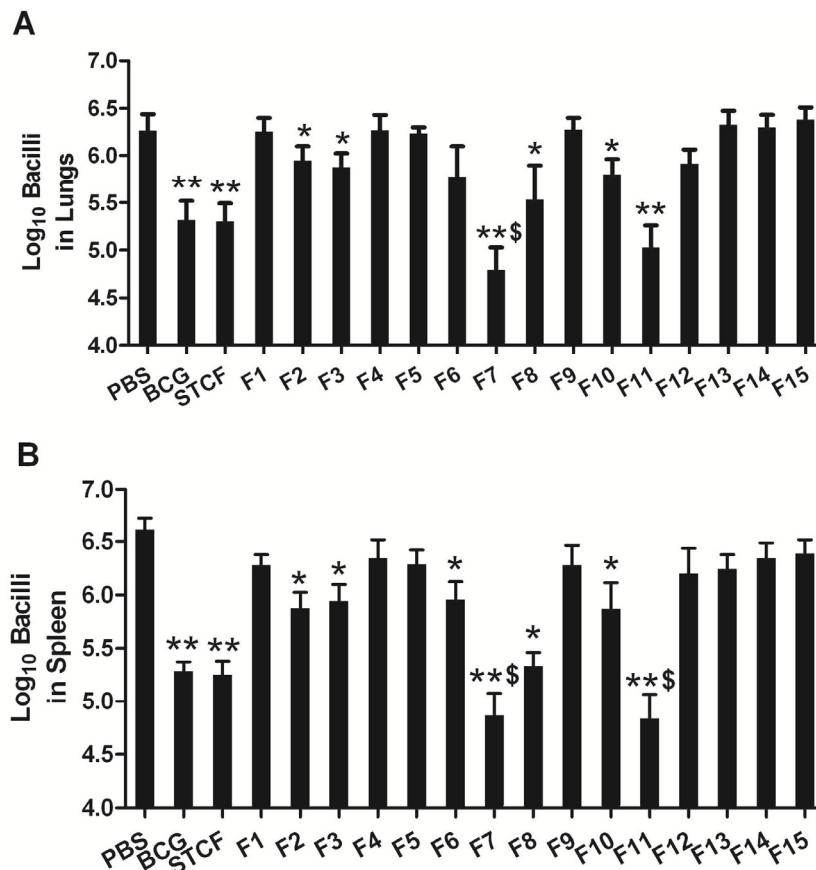 A
Log10 Bacilli
in Lungs
7.0
6.5
6.0
5.5
5.0
4.5
4.0
** ** * * **$ * * **
PBS BCG STCF F1 F2 F3 F4 F5 F6 F7 F8 F9 F10 F11 F12 F13 F14 F15
B
Log10 Bacilli
in Spleen
7.0
6.5
6.0
5.5
5.0
4.5
4.0
** ** * * * **$ * * **$
PBS BCG STCF F1 F2 F3 F4 F5 F6 F7 F8 F9 F10 F11 F12 F13 F14 F15